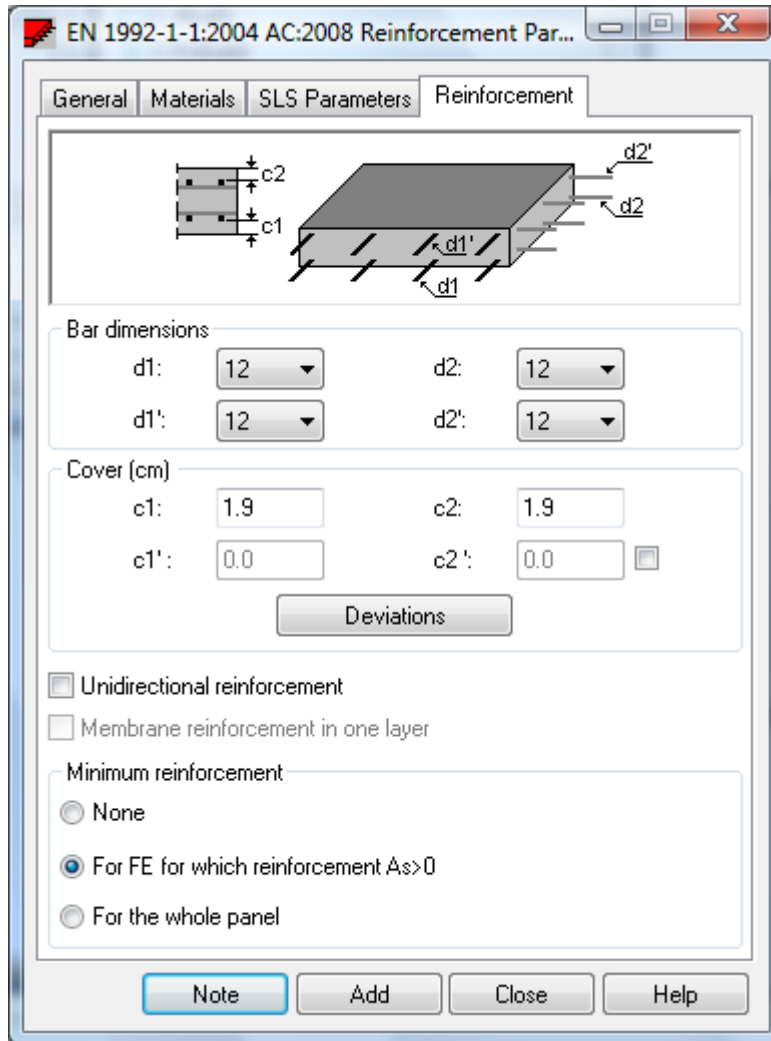 EN 1992-1-1:2004 AC:2008 Reinforcement Par...
General Materials SLS Parameters Reinforcement
c2
c1
d2'
d2
d1'
d1
Bar dimensions
d1: 12 d2: 12
d1': 12 d2': 12
Cover (cm)
c1: 1.9 c2: 1.9
c1' : 0.0 c2 ': 0.0
Deviations
Unidirectional reinforcement
Membrane reinforcement in one layer
Minimum reinforcement
None
For FE for which reinforcement As>0
For the whole panel
Note Add Close Help